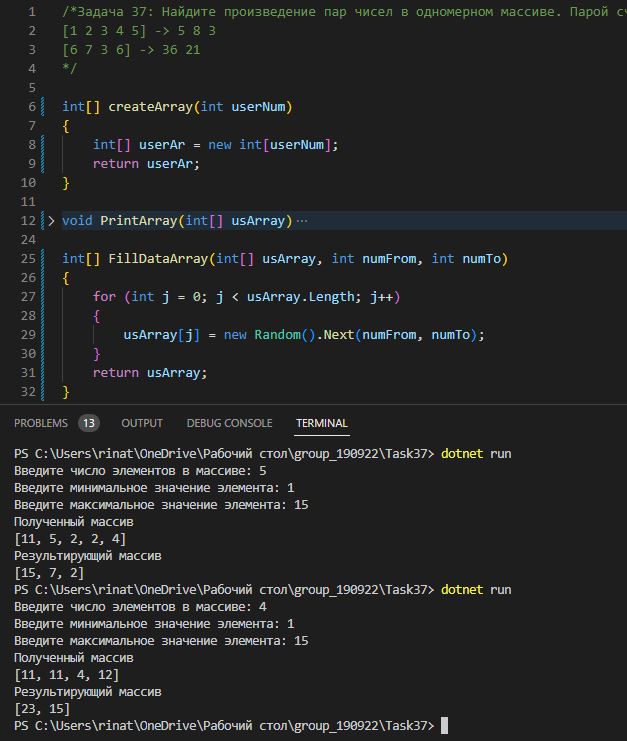 1 /*Задача 37: Найдите произведение пар чисел в одномерном массиве. Парой сч
2 [1 2 3 4 5] -> 5 8 3
3 [6 7 3 6] -> 36 21
4 */
5
6 int[] createArray(int userNum)
7 {
8 int[] userAr = new int[userNum];
9 return userAr;
10 }
11
12 > void PrintArray(int[] usArray) ···
24
25 int[] FillDataArray(int[] usArray, int numFrom, int numTo)
26 {
27 for (int j = 0; j < usArray.Length; j++)
28 {
29 usArray[j] = new Random().Next(numFrom, numTo);
30 }
31 return usArray;
32 }
PROBLEMS 13 OUTPUT DEBUG CONSOLE TERMINAL
PS C:\Users\rinat\OneDrive\Рабочий стол\group_190922\Task37> dotnet run
Введите число элементов в массиве: 5
Введите минимальное значение элемента: 1
Введите максимальное значение элемента: 15
Полученный массив
[11, 5, 2, 2, 4]
Результирующий массив
[15, 7, 2]
PS C:\Users\rinat\OneDrive\Рабочий стол\group_190922\Task37> dotnet run
Введите число элементов в массиве: 4
Введите минимальное значение элемента: 1
Введите максимальное значение элемента: 15
Полученный массив
[11, 11, 4, 12]
Результирующий массив
[23, 15]
PS C:\Users\rinat\OneDrive\Рабочий стол\group_190922\Task37>